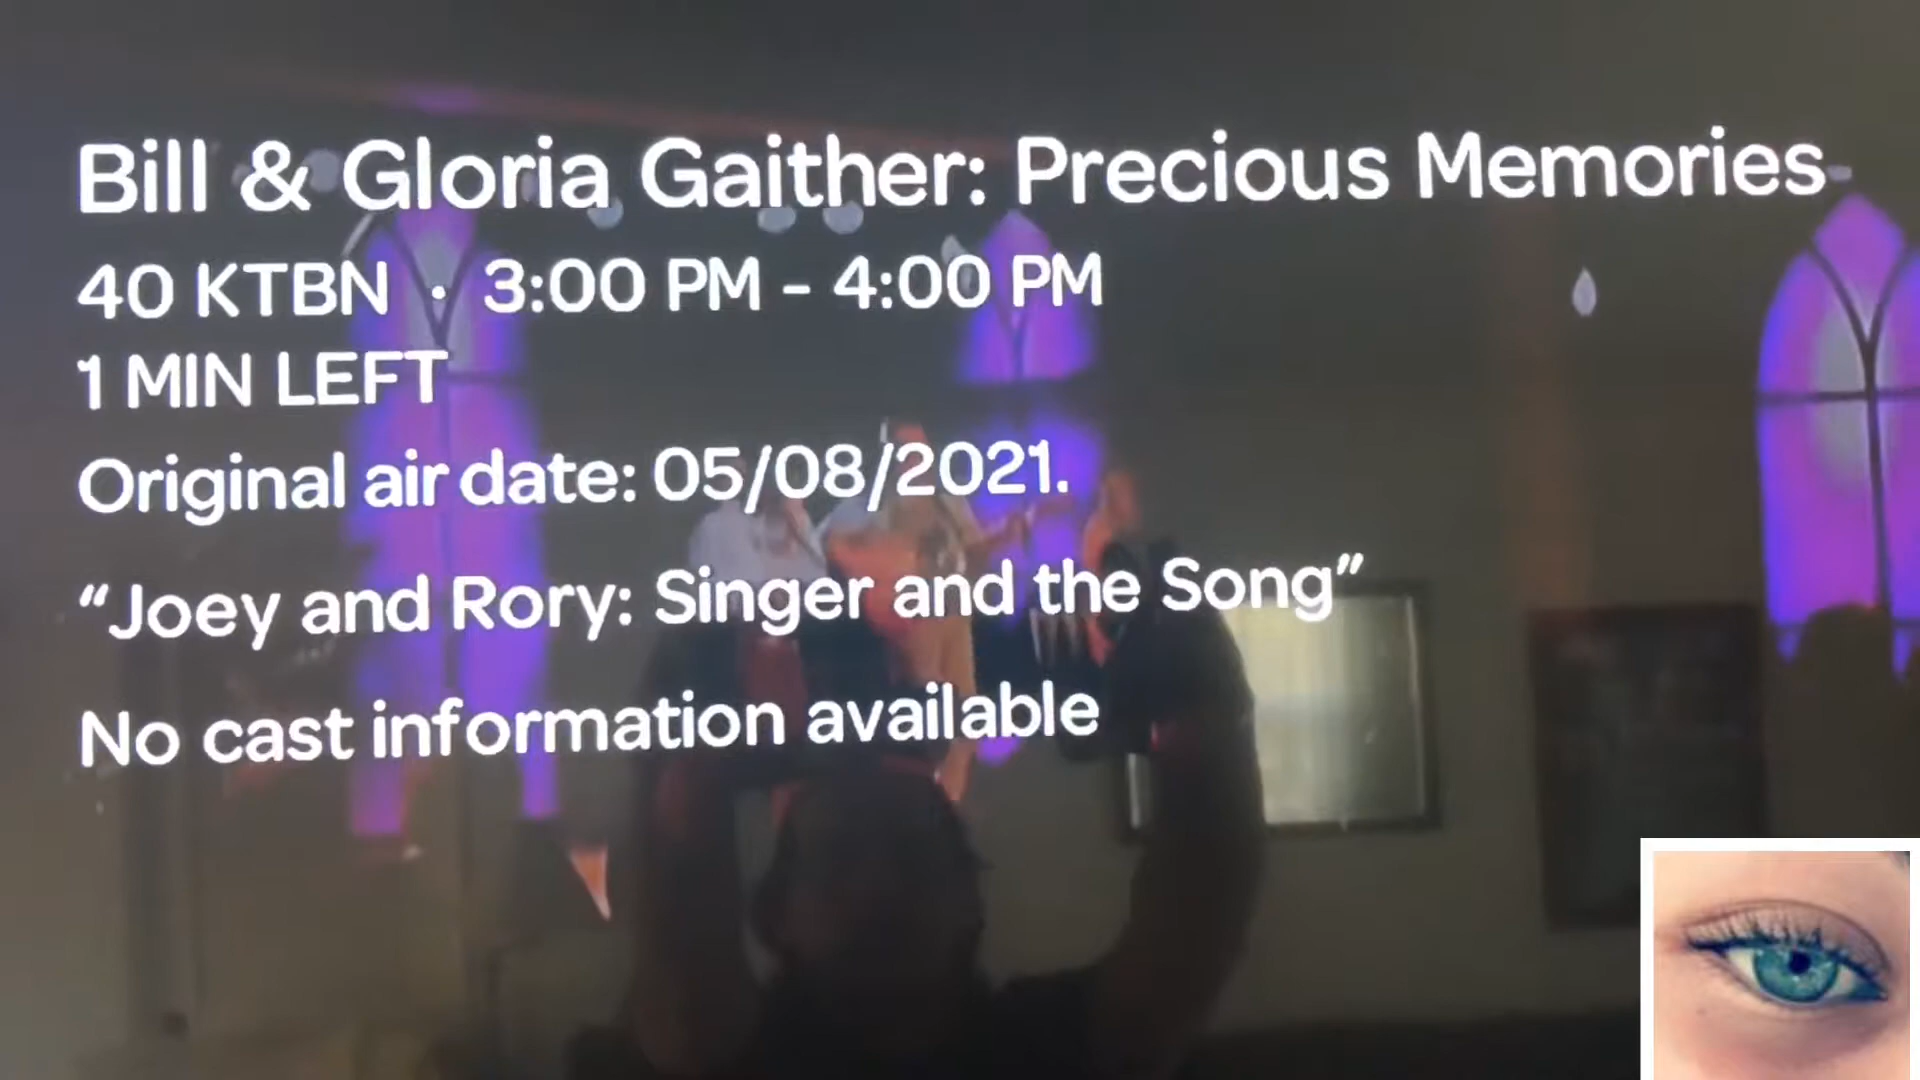 Bill & Gloria Gaither: Precious Memories
40 KTBN · 3:00 PM - 4:00 PM
1 MIN LEFT
Original air date: 05/08/2021.
“Joey and Rory: Singer and the Song”
No cast information available